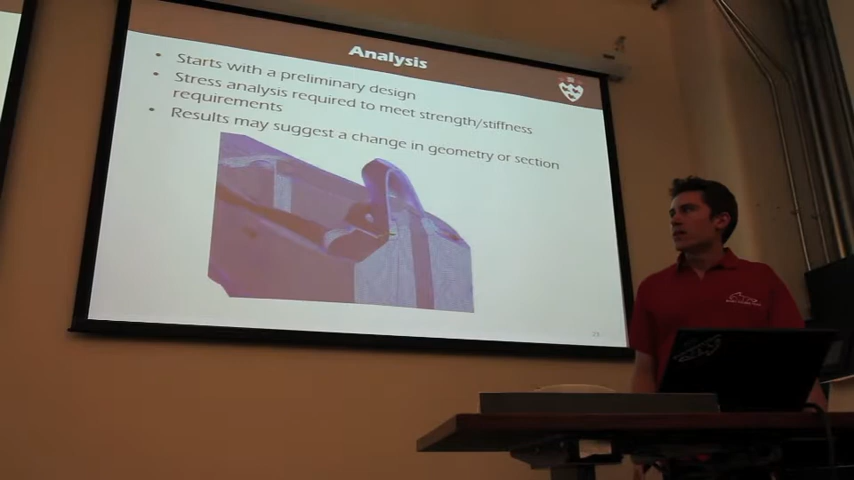 Analysis
• Starts with a preliminary design
• Stress analysis required to meet strength/stiffness
requirements
• Results may suggest a change in geometry or section